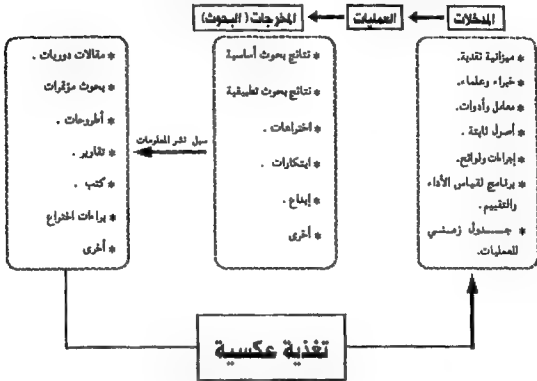 المدخلات
العمليات
المخرجات (البحوث)
* ميزانية نقدية.
* خبراء وعلماء.
* معامل وأدوات.
* أصول ثابتة.
* إجراءات ولوائح.
* برنامج لقياس الأداء
والتقييم.
* جـــدول زمـنـي
للعمليات.
* نتائج بحوث أساسية
* نتائج بحوث تطبيقية
* اختراعات.
* ابتكارات.
* إبداع.
* أخرى
سبل نشر المعلومات
* مقالات دوريات.
* بحوث مؤتمرات
* أطروحات.
* تقارير.
* كتب.
* براءات اختراع
* أخرى
تغذية عكسية